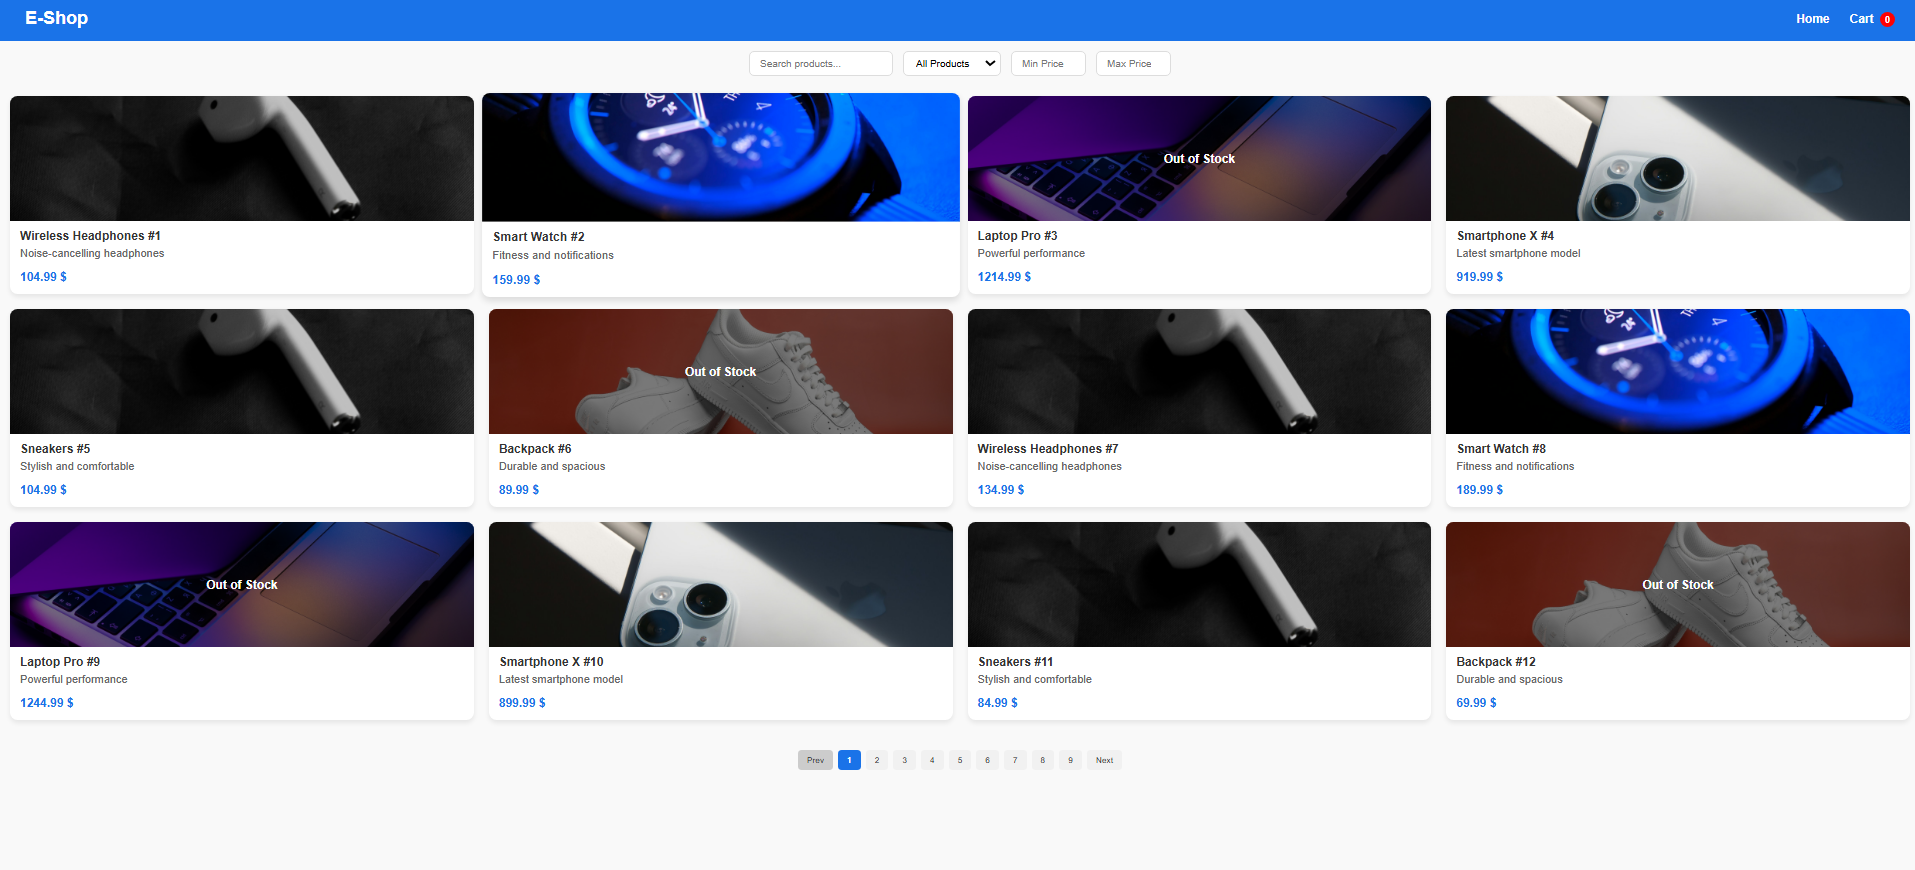 E-Shop
Home Cart 0
Search products... All Products Min Price Max Price
Out of Stock
Wireless Headphones #1
Noise-cancelling headphones
104.99 $
Smart Watch #2
Fitness and notifications
159.99 $
Laptop Pro #3
Powerful performance
1214.99 $
Smartphone X #4
Latest smartphone model
919.99 $
Sneakers #5
Stylish and comfortable
104.99 $
Out of Stock
Backpack #6
Durable and spacious
89.99 $
Wireless Headphones #7
Noise-cancelling headphones
134.99 $
Smart Watch #8
Fitness and notifications
189.99 $
Out of Stock
Laptop Pro #9
Powerful performance
1244.99 $
Smartphone X #10
Latest smartphone model
899.99 $
Sneakers #11
Stylish and comfortable
84.99 $
Out of Stock
Backpack #12
Durable and spacious
69.99 $
Prev 1 2 3 4 5 6 7 8 9 Next